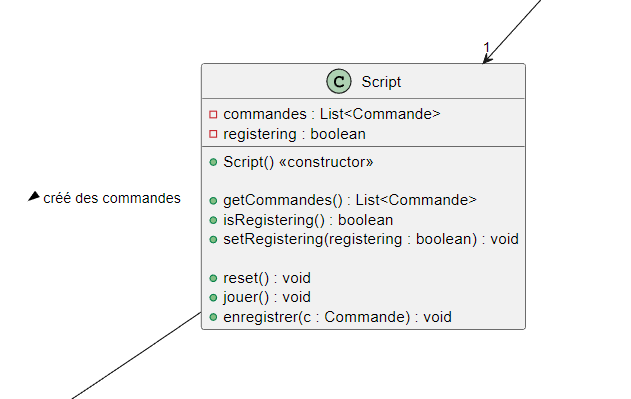 1
C Script
commandes : List<Commande>
registering : boolean
Script() «constructor»
créé des commandes
getCommandes() : List<Commande>
isRegistering() : boolean
setRegistering(registering : boolean) : void
reset() : void
jouer() : void
enregistrer(c : Commande) : void